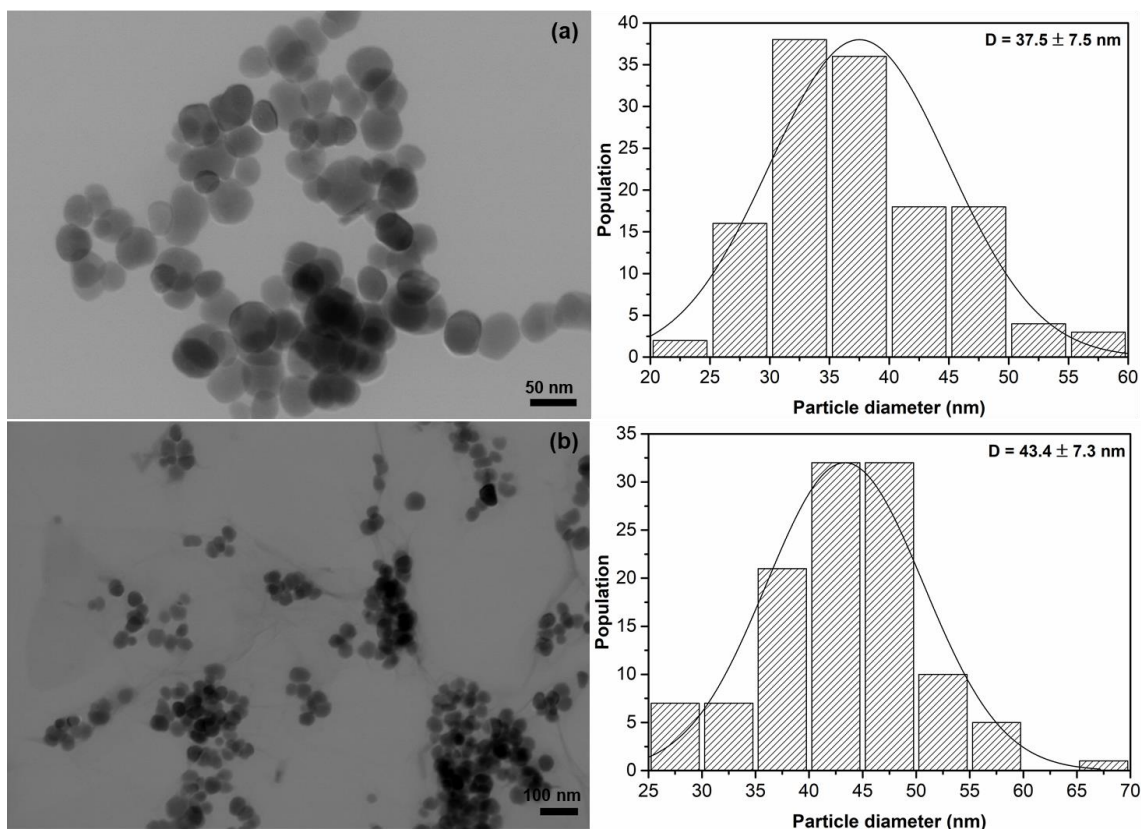 (a)
50 nm
D = 37.5 ± 7.5 nm
Population
40
35
30
25
20
15
10
5
0
20 25 30 35 40 45 50 55 60
Particle diameter (nm)
(b)
100 nm
D = 43.4 ± 7.3 nm
Population
35
30
25
20
15
10
5
0
25 30 35 40 45 50 55 60 65 70
Particle diameter (nm)